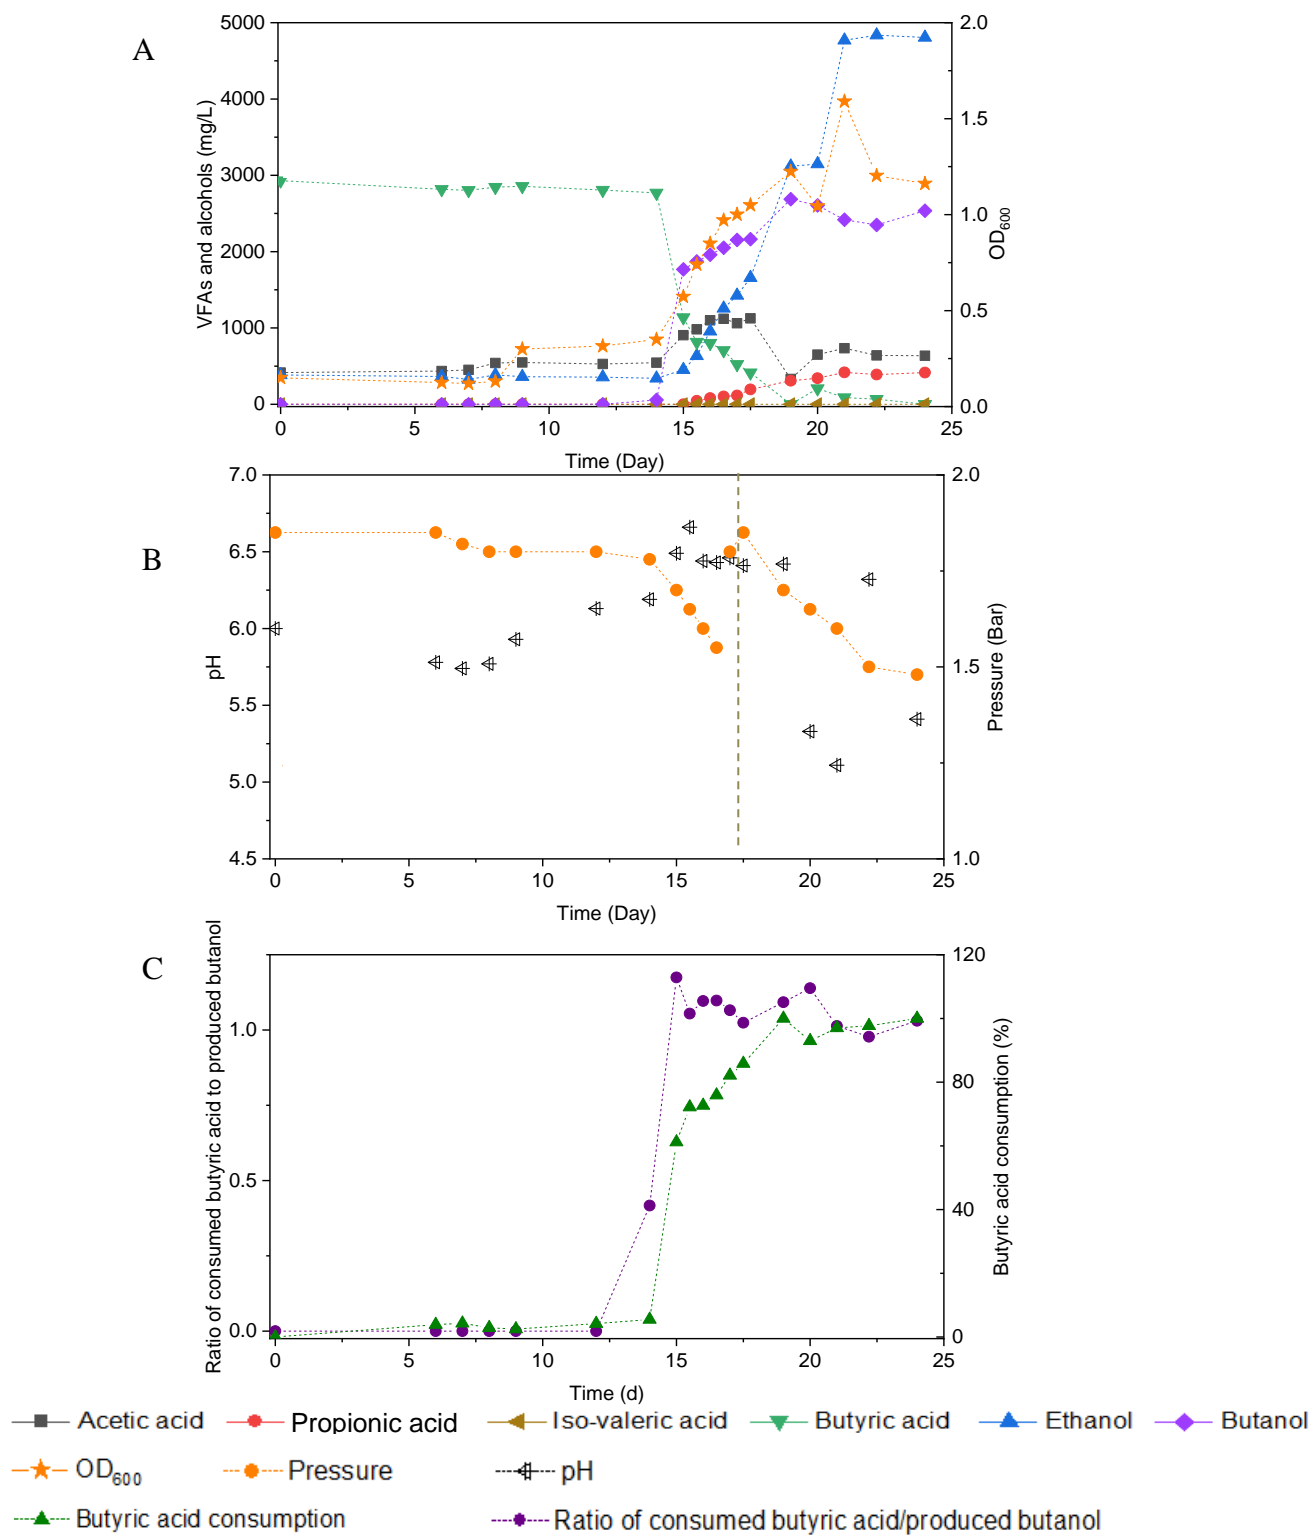 A
5000
4000
3000
2000
1000
0
VFAs and alcohols (mg/L)
2.0
1.5
1.0
0.5
0.0
OD600
0 5 10 15 20 25
Time (Day)
B
7.0
6.5
6.0
5.5
5.0
4.5
pH
2.0
1.5
1.0
Pressure (Bar)
0 5 10 15 20 25
Time (Day)
C
1.0
0.5
0.0
Ratio of consumed butyric acid to produced butanol
120
80
40
0
Butyric acid consumption (%)
0 5 10 15 20 25
Time (d)
Acetic acid Propionic acid Iso-valeric acid Butyric acid Ethanol Butanol
OD600 Pressure pH
Butyric acid consumption Ratio of consumed butyric acid/produced butanol